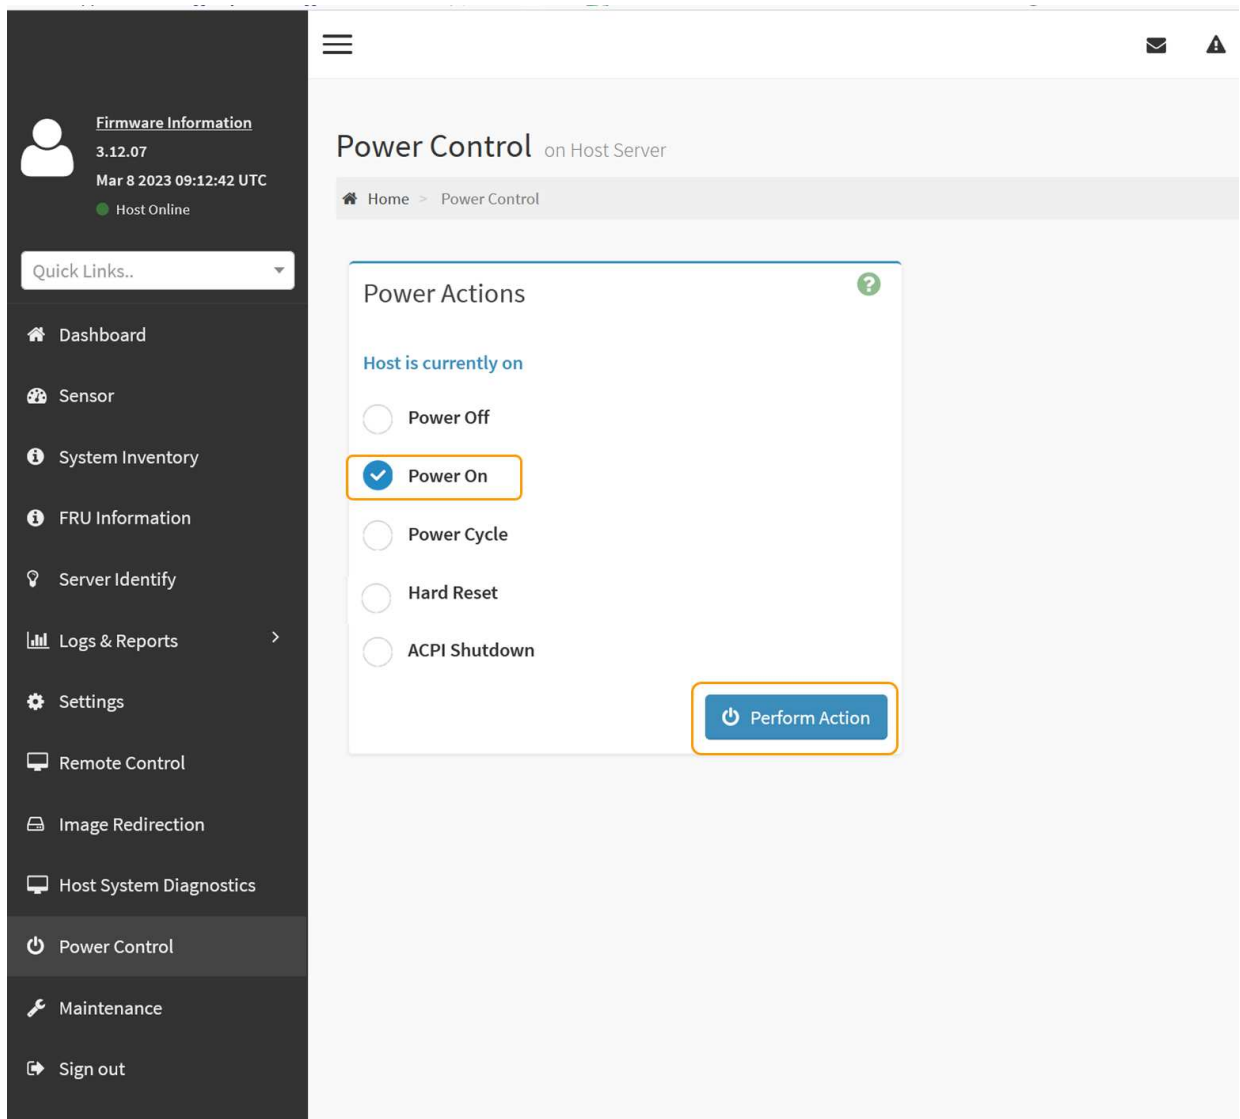 Firmware Information
3.12.07
Mar 8 2023 09:12:42 UTC
Host Online
Quick Links..
Dashboard
Sensor
System Inventory
FRU Information
Server Identify
Logs & Reports
Settings
Remote Control
Image Redirection
Host System Diagnostics
Power Control
Maintenance
Sign out
Power Control on Host Server
Home > Power Control
Power Actions
Host is currently on
Power Off
Power On
Power Cycle
Hard Reset
ACPI Shutdown
Perform Action